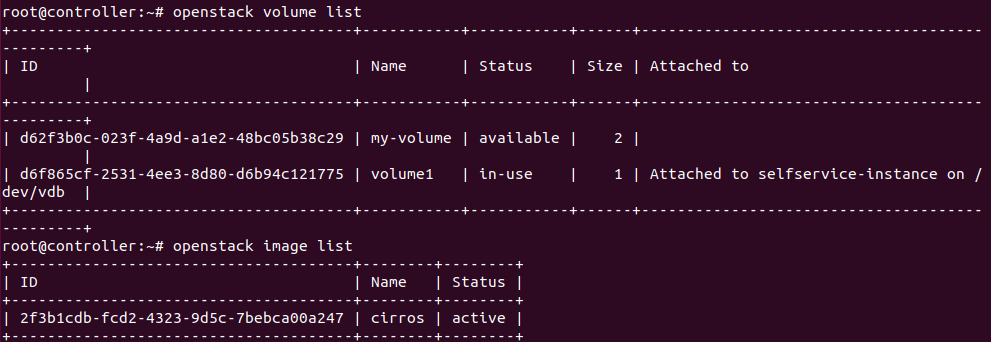 root@controller:~# openstack volume list
+--------------------------------------+-----------+-----------+------+--------------------------------------
---------+
| ID                                   | Name      | Status    | Size | Attached to
         |
+--------------------------------------+-----------+-----------+------+--------------------------------------
---------+
| d62f3b0c-023f-4a9d-a1e2-48bc05b38c29 | my-volume | available |    2 |
         |
| d6f865cf-2531-4ee3-8d80-d6b94c121775 | volume1   | in-use    |    1 | Attached to selfservice-instance on /
dev/vdb  |
+--------------------------------------+-----------+-----------+------+--------------------------------------
---------+
root@controller:~# openstack image list
+--------------------------------------+--------+--------+
| ID                                   | Name   | Status |
+--------------------------------------+--------+--------+
| 2f3b1cdb-fcd2-4323-9d5c-7bebca00a247 | cirros | active |
+--------------------------------------+--------+--------+